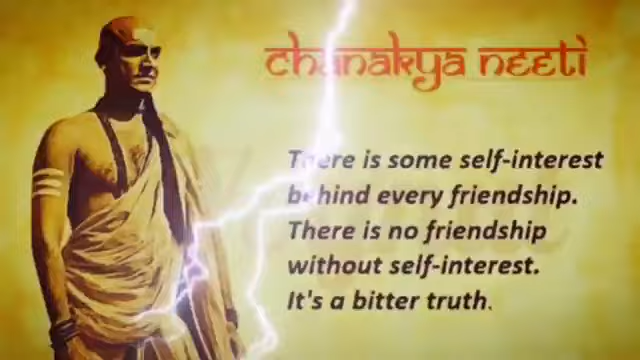 Chanakya Neeti
There is some self-interest
behind every friendship.
There is no friendship
without self-interest.
It's a bitter truth.